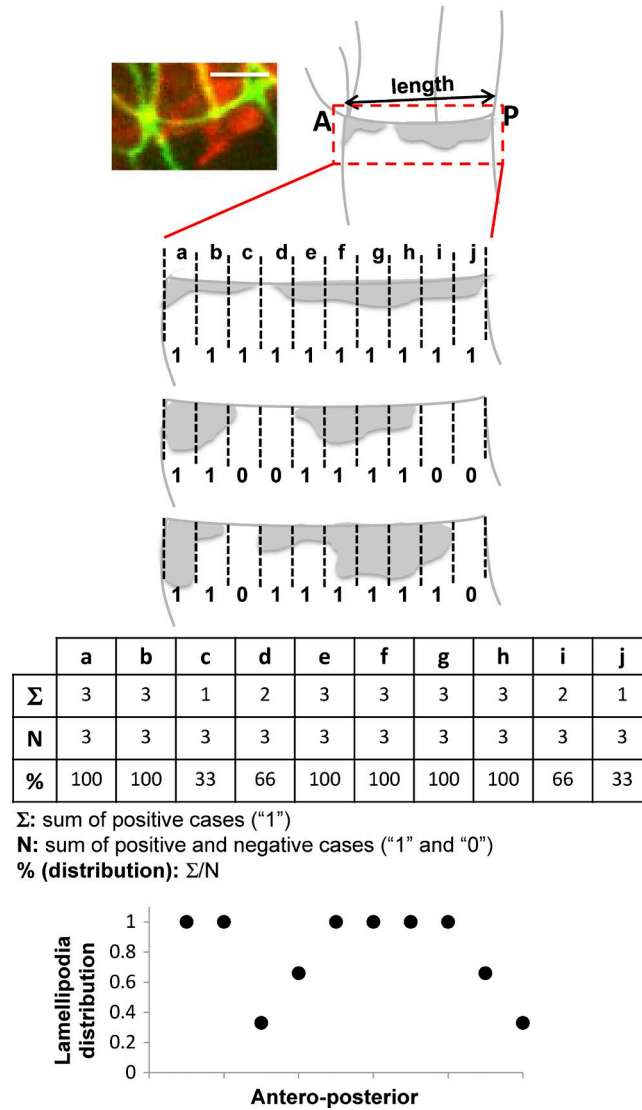 length
A P
a b c d e f g h i j
1 1 1 1 1 1 1 1 1 1
1 1 0 0 1 1 1 1 0 0
1 1 0 1 1 1 1 1 1 0
a b c d e f g h i j
Σ 3 3 1 2 3 3 3 3 2 1
N 3 3 3 3 3 3 3 3 3 3
% 100 100 33 66 100 100 100 100 66 33
Σ: sum of positive cases (“1”)
N: sum of positive and negative cases (“1” and “0”)
% (distribution): Σ/N
Lamellipodia
distribution
1
0.8
0.6
0.4
0.2
0
Antero-posterior